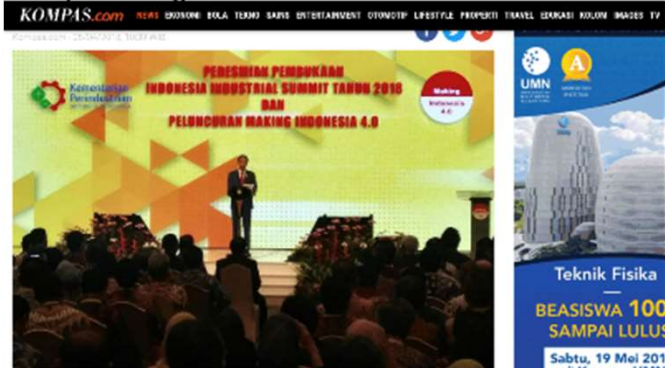 KOMPAS.com NEWS EKONOMI BOLA TEKNO SAINS ENTERTAINMENT OTOMOTIF LIFESTYLE PROPERTI TRAVEL EDUKASI KOLOM IMAGES TV
Kompas.com
PERESMIAN PEMBUKAAN
INDONESIA INDUSTRIAL SUMMIT TAHUN 2018
DAN
PELUNCURAN MAKING INDONESIA 4.0
Kementerian
Perindustrian
Making
Indonesia
4.0
UMN
A
Teknik Fisika
BEASISWA 100
SAMPAI LULUS
Sabtu, 19 Mei 201